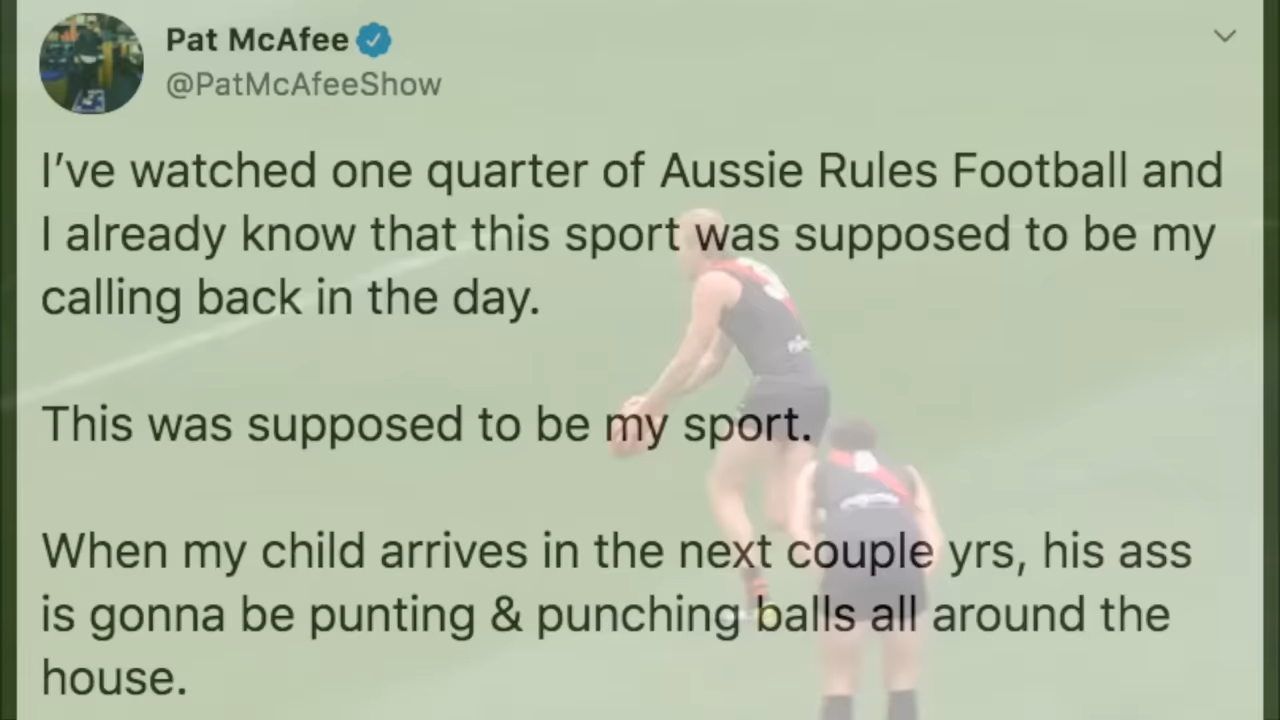 Pat McAfee
@PatMcAfeeShow
I’ve watched one quarter of Aussie Rules Football and
I already know that this sport was supposed to be my
calling back in the day.
This was supposed to be my sport.
When my child arrives in the next couple yrs, his ass
is gonna be punting & punching balls all around the
house.